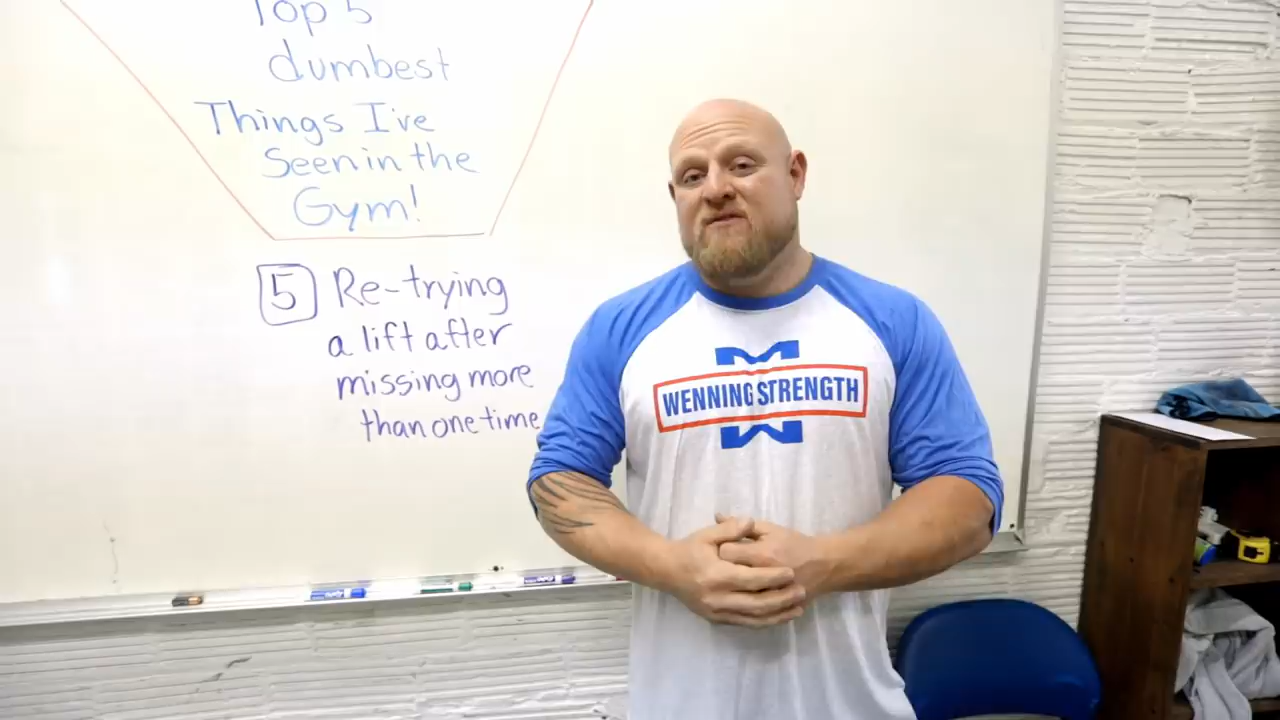 Top 5
dumbest
Things I've
Seen in the
Gym!
5 Re-trying
a lift after
missing more
than one time
WENNING STRENGTH